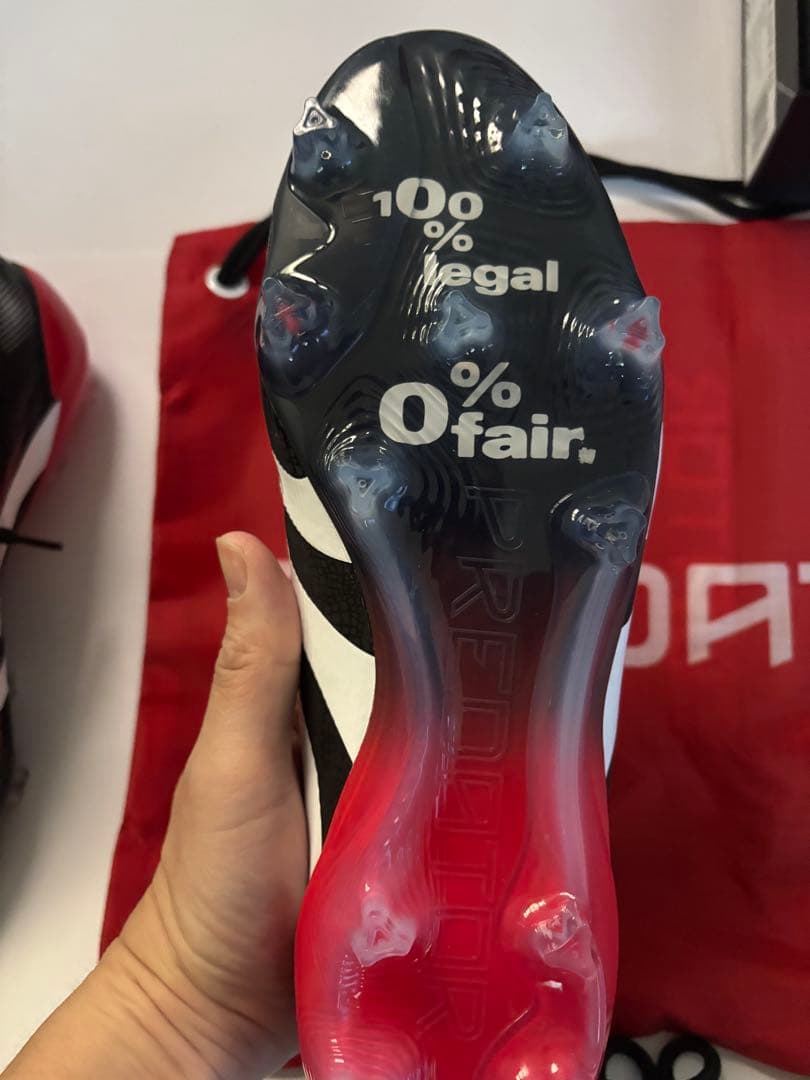 100
%
legal
%
0 fair.
PREDATOR